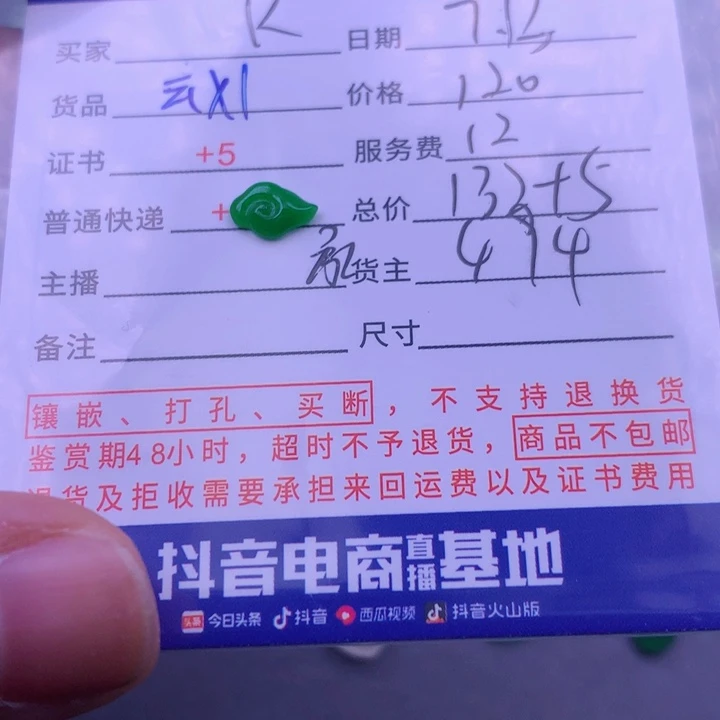 买家 K 日期 7.12
货品 云X1 价格 120
证书 +5 服务费 12
普通快递 + 总价 132+5
主播 货主 474
备注 尺寸
镶嵌、打孔、买断,不支持退换货
鉴赏期48小时,超时不予退货,商品不包邮
退货及拒收需要承担来回运费以及证书费用
抖音电商直播基地
头条 今日头条 抖音 西瓜视频 抖音火山版